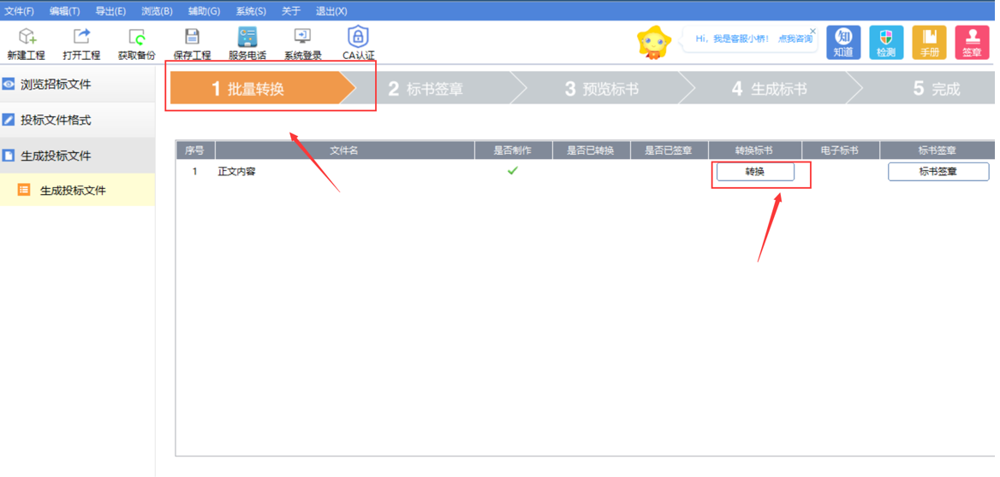 文件(F) 编辑(T) 导出(E) 浏览(B) 辅助(G) 系统(S) 关于 退出(X)
新建工程 打开工程 获取备份 保存工程 服务电话 系统登录 CA认证
Hi，我是客服小桥！ 点我咨询
知
知道 检测 手册 签章
浏览招标文件
投标文件格式
生成投标文件
生成投标文件
1 批量转换 2 标书签章 3 预览标书 4 生成标书 5 完成
序号 文件名 是否制作 是否已转换 是否已签章 转换标书 电子标书 标书签章
1 正文内容 转换 标书签章